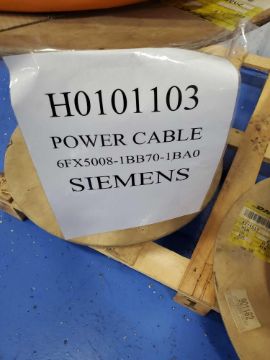 H0101103
POWER CABLE
6FX5008-1BB70-1BA0
SIEMENS